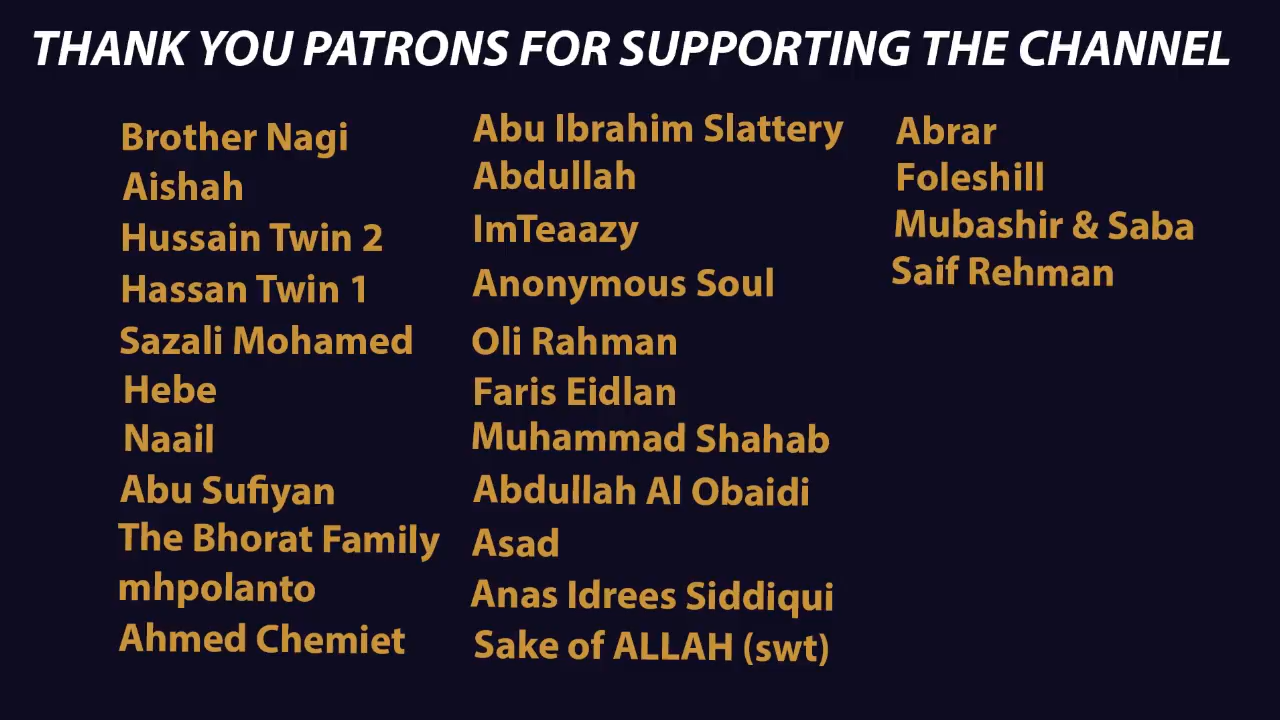 THANK YOU PATRONS FOR SUPPORTING THE CHANNEL
Brother Nagi
Aishah
Hussain Twin 2
Hassan Twin 1
Sazali Mohamed
Hebe
Naail
Abu Sufiyan
The Bhorat Family
mhpolanto
Ahmed Chemiet
Abu Ibrahim Slattery
Abdullah
ImTeaazy
Anonymous Soul
Oli Rahman
Faris Eidlan
Muhammad Shahab
Abdullah Al Obaidi
Asad
Anas Idrees Siddiqui
Sake of ALLAH (swt)
Abrar
Foleshill
Mubashir & Saba
Saif Rehman